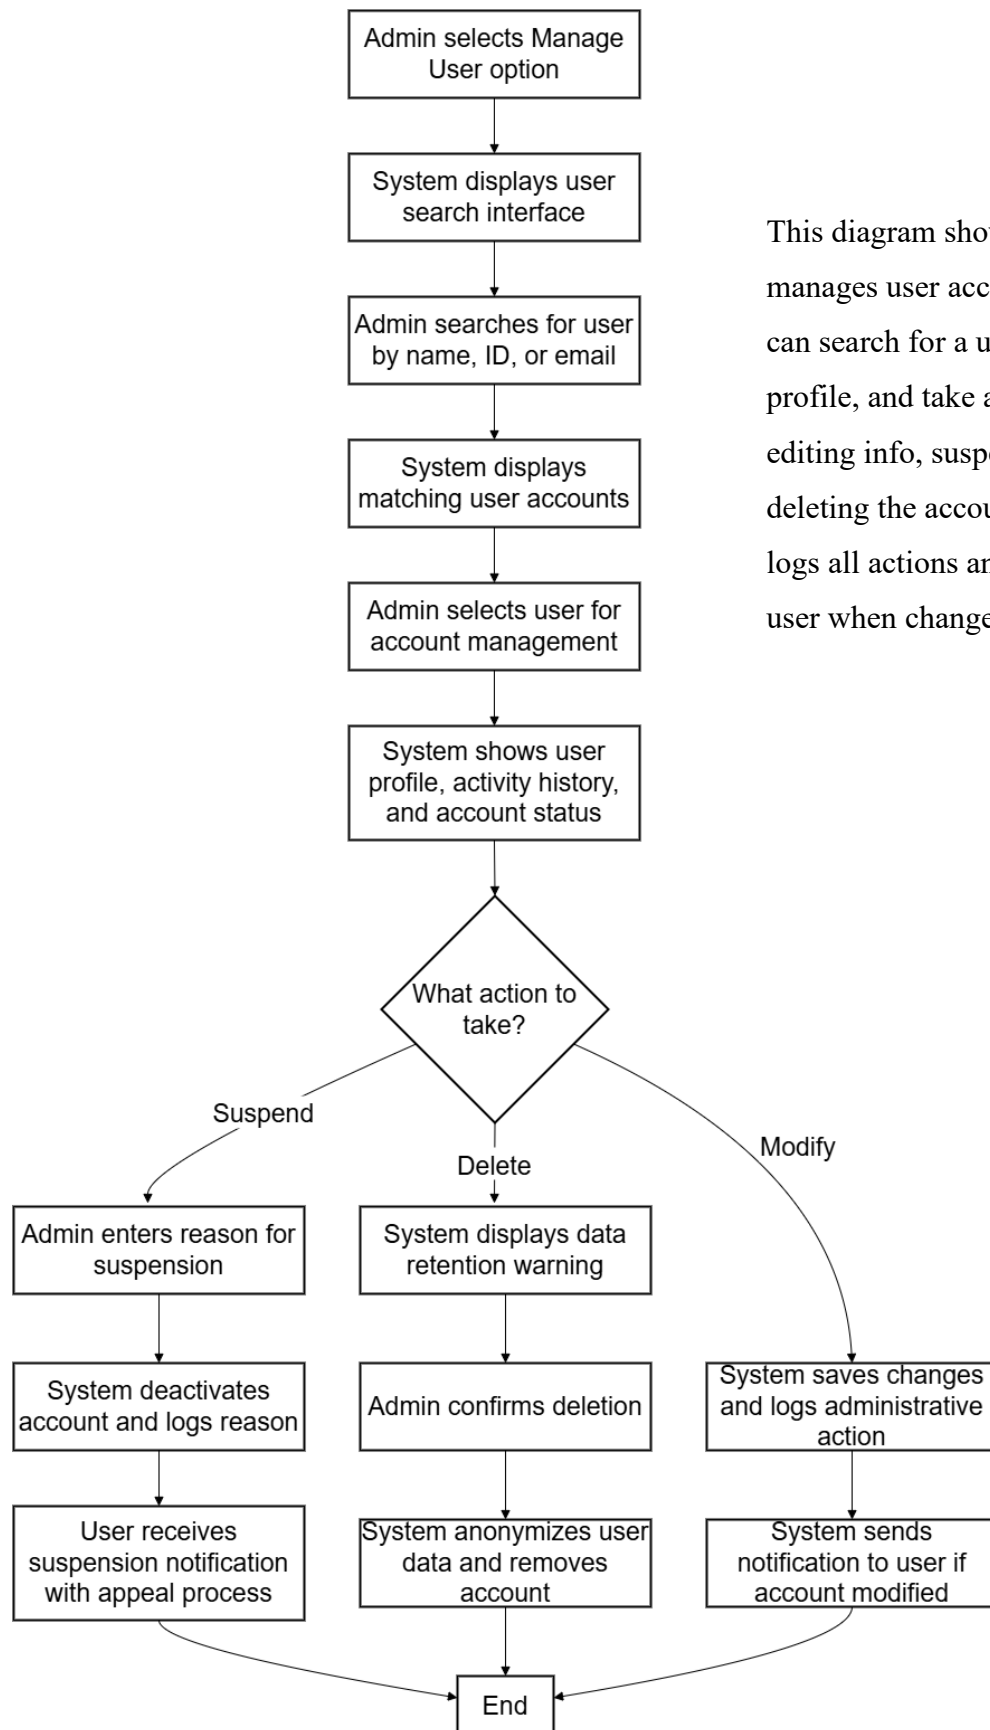 Admin selects Manage
User option
System displays user
search interface
Admin searches for user
by name, ID, or email
System displays
matching user accounts
Admin selects user for
account management
System shows user
profile, activity history,
and account status
What action to
take?
Suspend
Delete
Modify
Admin enters reason for
suspension
System deactivates
account and logs reason
User receives
suspension notification
with appeal process
System displays data
retention warning
Admin confirms deletion
System anonymizes user
data and removes
account
System saves changes
and logs administrative
action
System sends
notification to user if
account modified
End
This diagram
manages user
can search for a
profile, and take
editing info,
deleting the
logs all actions
user when